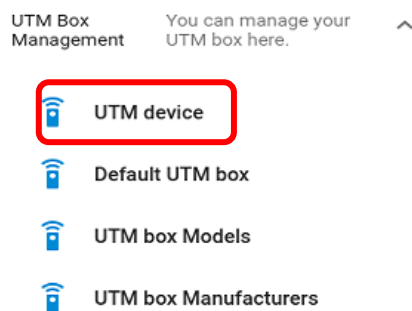 UTM Box Management
You can manage your UTM box here.
UTM device
Default UTM box
UTM box Models
UTM box Manufacturers